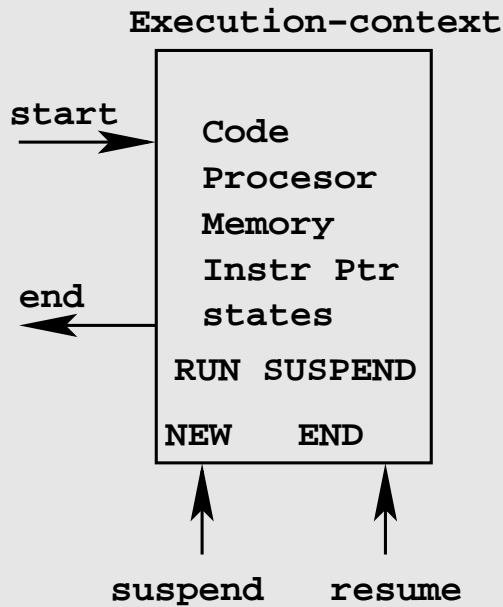 Execution-context
start
Code
Procesor
Memory
Instr Ptr
end
states
RUN SUSPEND
NEW END
suspend resume